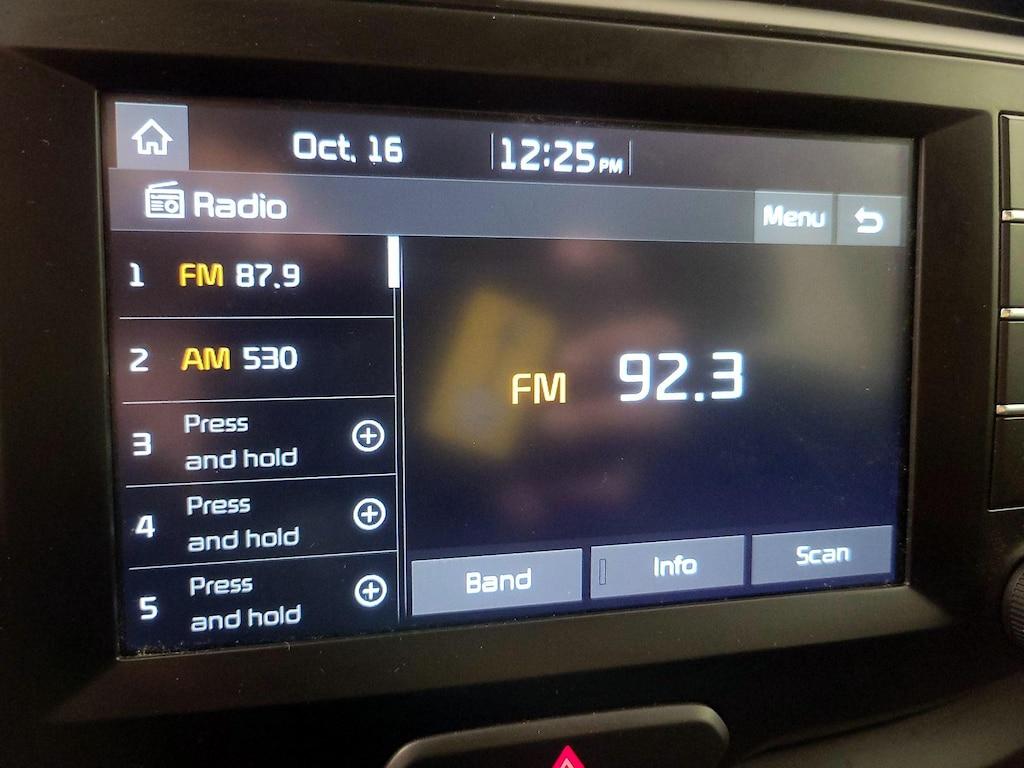 Oct. 16 12:25 PM
Radio Menu
1 FM 87.9
2 AM 530
3 Press
and hold
4 Press
and hold
5 Press
and hold
FM 92.3
Band Info Scan